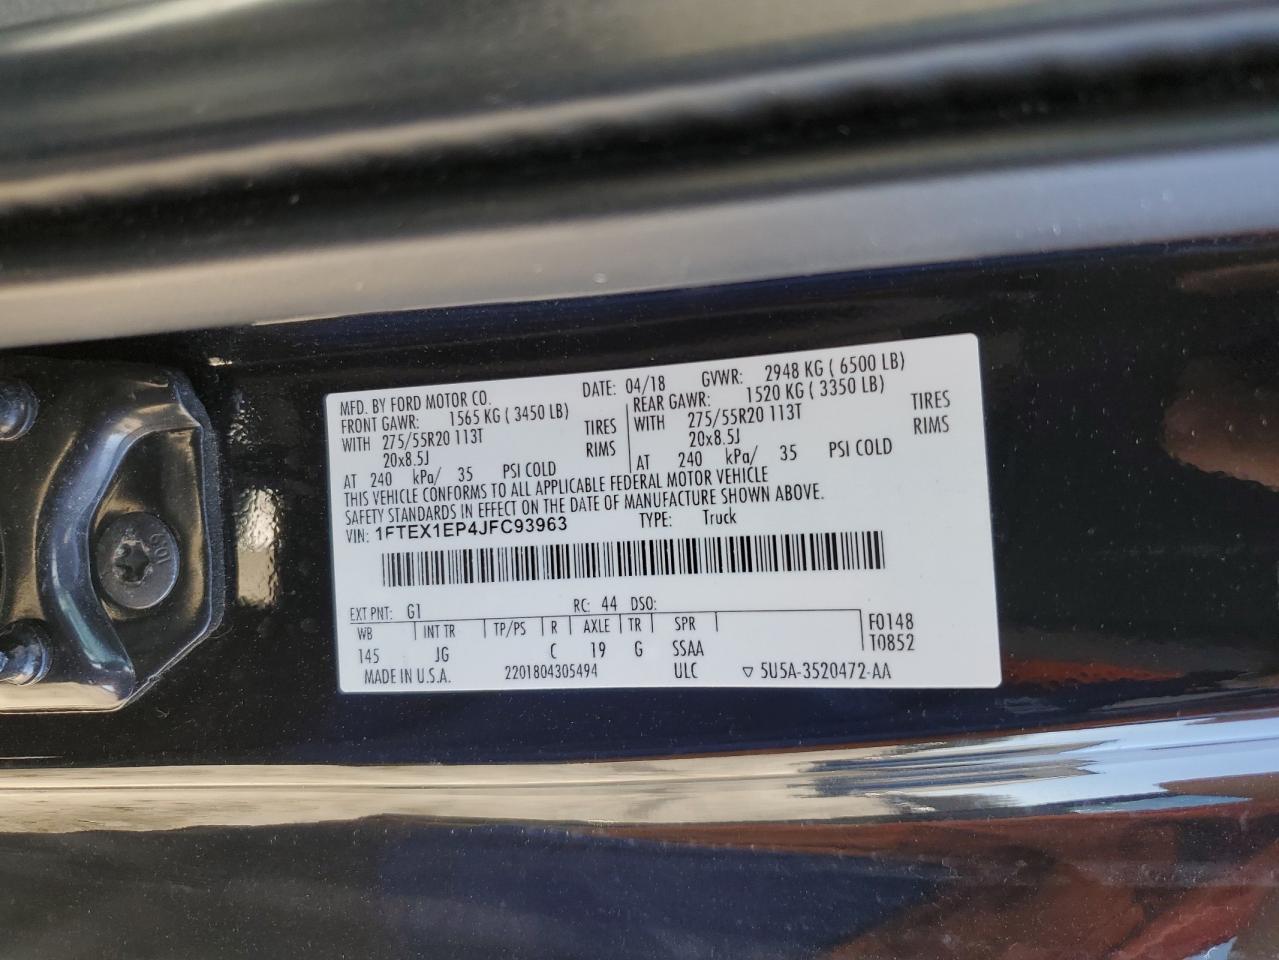 MFD. BY FORD MOTOR CO. DATE: 04/18 GVWR: 2948 KG ( 6500 LB)
FRONT GAWR: 1565 KG ( 3450 LB) REAR GAWR: 1520 KG ( 3350 LB)
WITH 275/55R20 113T TIRES WITH 275/55R20 113T TIRES
20x8.5J RIMS 20x8.5J RIMS
AT 240 kPa/ 35 PSI COLD AT 240 kPa/ 35 PSI COLD
THIS VEHICLE CONFORMS TO ALL APPLICABLE FEDERAL MOTOR VEHICLE
SAFETY STANDARDS IN EFFECT ON THE DATE OF MANUFACTURE SHOWN ABOVE.
VIN: 1FTEX1EP4JFC93963 TYPE: Truck
EXT PNT: G1 RC: 44 DSO:
WB INT TR TP/PS R AXLE TR SPR F0148
145 JG C 19 G SSAA T0852
MADE IN U.S.A. 2201804305494 ULC ▽ 5U5A-3520472-AA
109